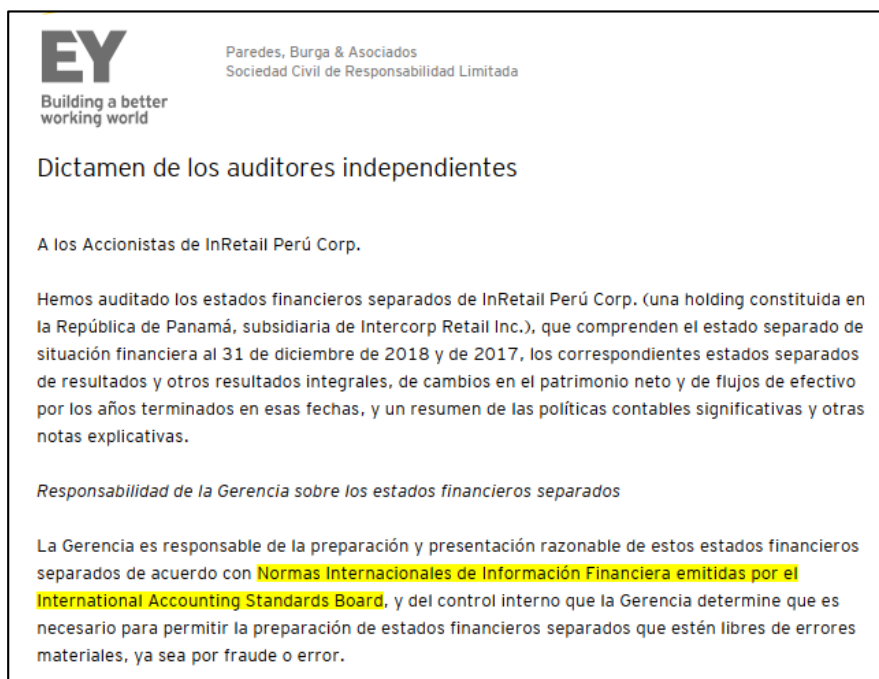 EY
Building a better
working world
Paredes, Burga & Asociados
Sociedad Civil de Responsabilidad Limitada
Dictamen de los auditores independientes
A los Accionistas de InRetail Perú Corp.
Hemos auditado los estados financieros separados de InRetail Perú Corp. (una holding constituida en
la República de Panamá, subsidiaria de Intercorp Retail Inc.), que comprenden el estado separado de
situación financiera al 31 de diciembre de 2018 y de 2017, los correspondientes estados separados
de resultados y otros resultados integrales, de cambios en el patrimonio neto y de flujos de efectivo
por los años terminados en esas fechas, y un resumen de las políticas contables significativas y otras
notas explicativas.
Responsabilidad de la Gerencia sobre los estados financieros separados
La Gerencia es responsable de la preparación y presentación razonable de estos estados financieros
separados de acuerdo con Normas Internacionales de Información Financiera emitidas por el
International Accounting Standards Board, y del control interno que la Gerencia determine que es
necesario para permitir la preparación de estados financieros separados que estén libres de errores
materiales, ya sea por fraude o error.